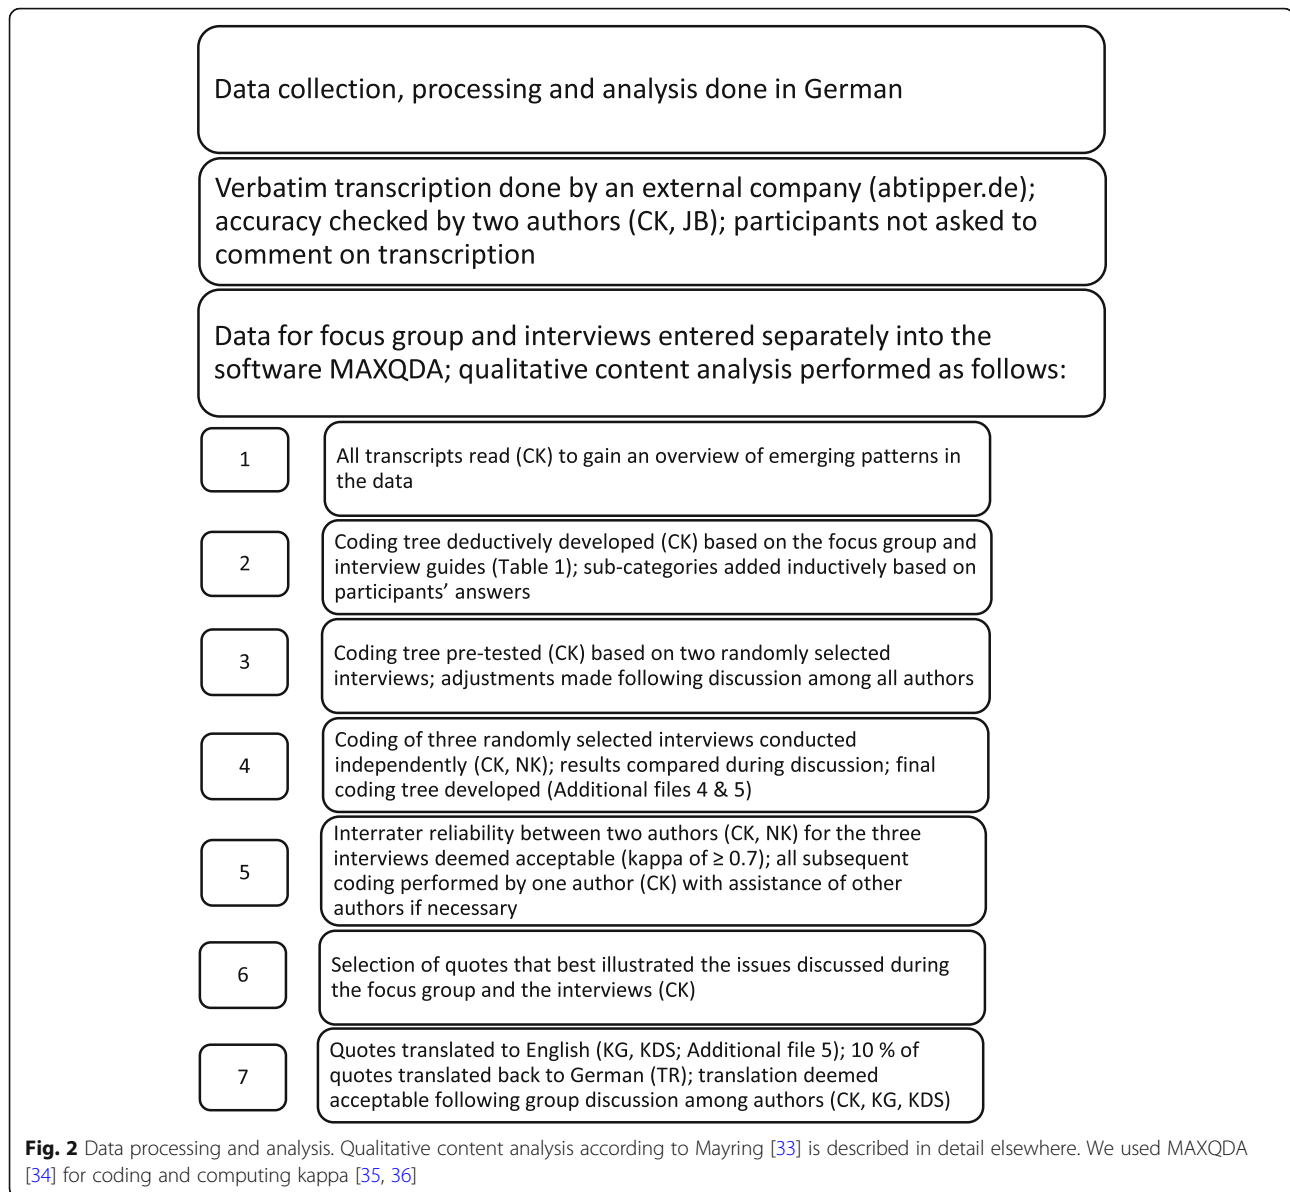 Data collection, processing and analysis done in German
Verbatim transcription done by an external company (abtipper.de);
accuracy checked by two authors (CK, JB); participants not asked to
comment on transcription
Data for focus group and interviews entered separately into the
software MAXQDA; qualitative content analysis performed as follows:
1
All transcripts read (CK) to gain an overview of emerging patterns in
the data
2
Coding tree deductively developed (CK) based on the focus group and
interview guides (Table 1); sub-categories added inductively based on
participants’ answers
3
Coding tree pre-tested (CK) based on two randomly selected
interviews; adjustments made following discussion among all authors
4
Coding of three randomly selected interviews conducted
independently (CK, NK); results compared during discussion; final
coding tree developed (Additional files 4 & 5)
5
Interrater reliability between two authors (CK, NK) for the three
interviews deemed acceptable (kappa of ≥ 0.7); all subsequent
coding performed by one author (CK) with assistance of other
authors if necessary
6
Selection of quotes that best illustrated the issues discussed during
the focus group and the interviews (CK)
7
Quotes translated to English (KG, KDS; Additional file 5); 10 % of
quotes translated back to German (TR); translation deemed
acceptable following group discussion among authors (CK, KG, KDS)
Fig. 2 Data processing and analysis. Qualitative content analysis according to Mayring [33] is described in detail elsewhere. We used MAXQDA
[34] for coding and computing kappa [35, 36]